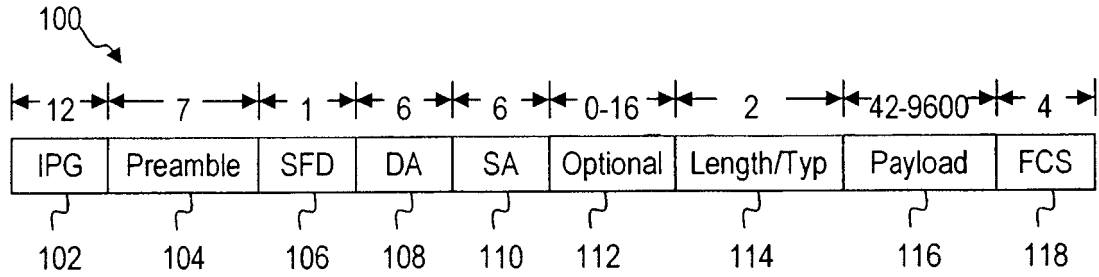 100
12 7 1 6 6 0-16 2 42-9600 4
IPG Preamble SFD DA SA Optional Length/Typ Payload FCS
102 104 106 108 110 112 114 116 118